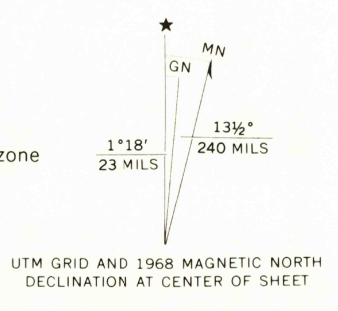 ★
MN
GN
1°18′
23 MILS
13½°
240 MILS
zone
UTM GRID AND 1968 MAGNETIC NORTH
DECLINATION AT CENTER OF SHEET